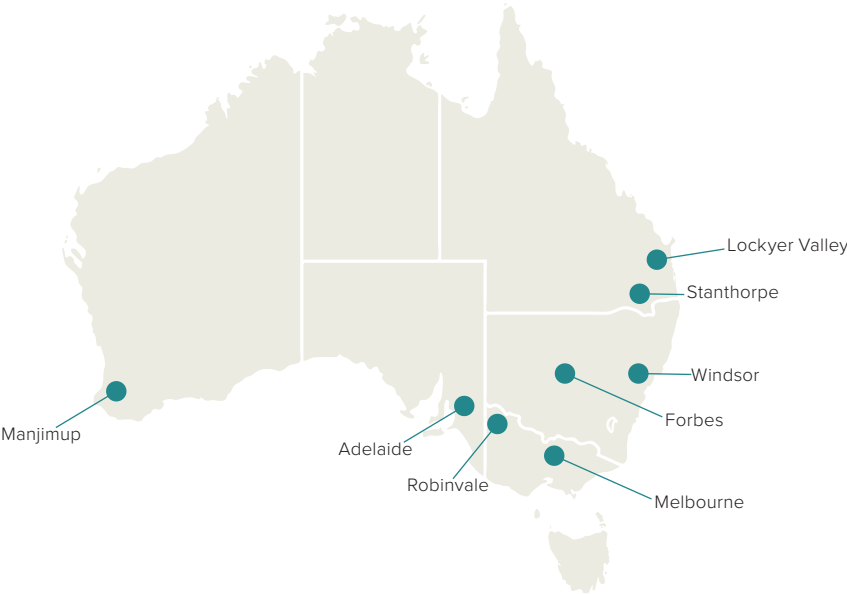 Lockyer Valley
Stanthorpe
Windsor
Forbes
Manjimup
Adelaide
Robinvale
Melbourne